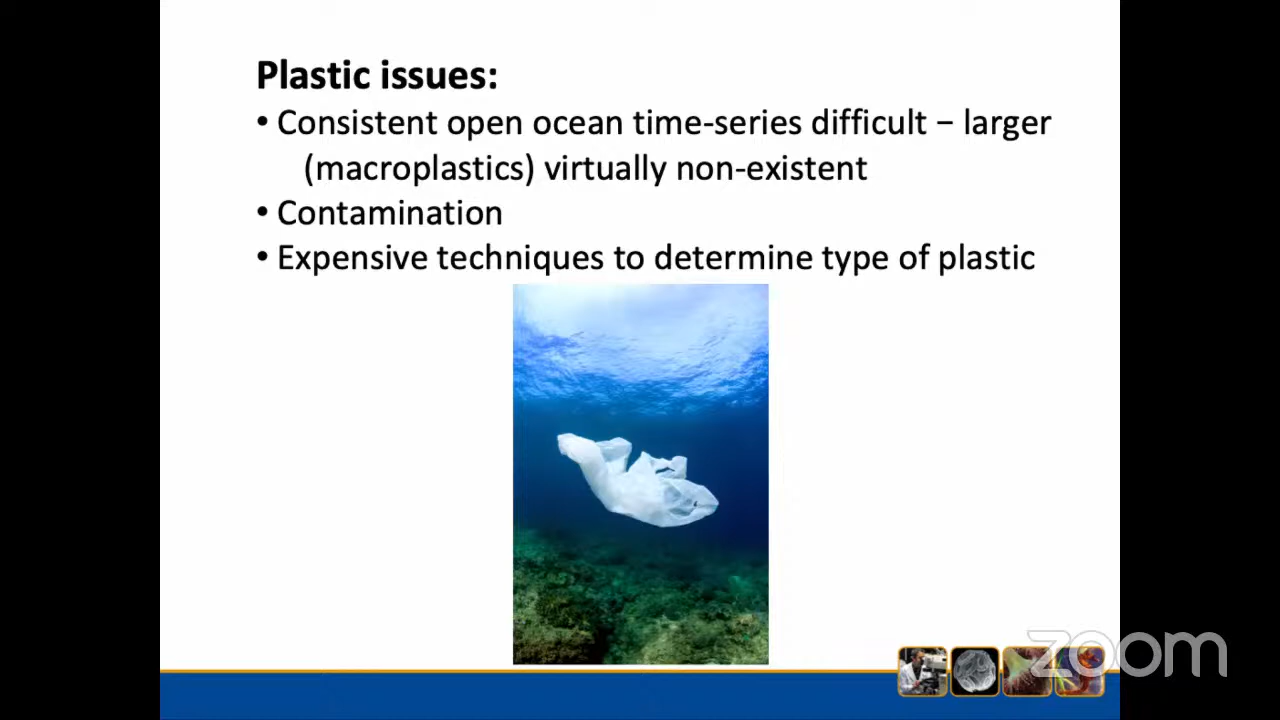 Plastic issues:
• Consistent open ocean time-series difficult – larger
(macroplastics) virtually non-existent
• Contamination
• Expensive techniques to determine type of plastic
zoom